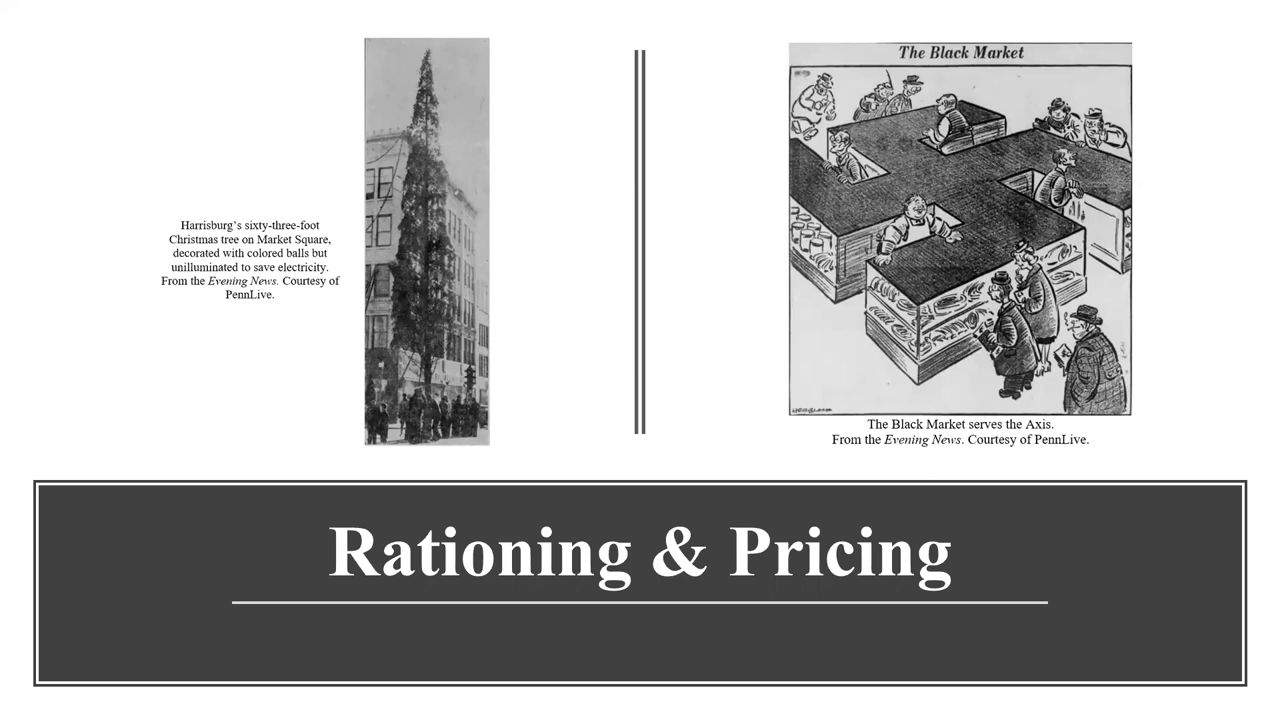 Harrisburg's sixty-three-foot
Christmas tree on Market Square,
decorated with colored balls but
unilluminated to save electricity.
From the Evening News. Courtesy of
PennLive.
The Black Market
The Black Market serves the Axis.
From the Evening News. Courtesy of PennLive.
Rationing & Pricing